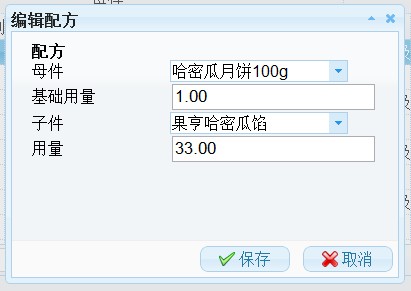 编辑配方
配方
母件 哈密瓜月饼100g
基础用量 1.00
子件 果亨哈密瓜馅
用量 33.00
保存 取消